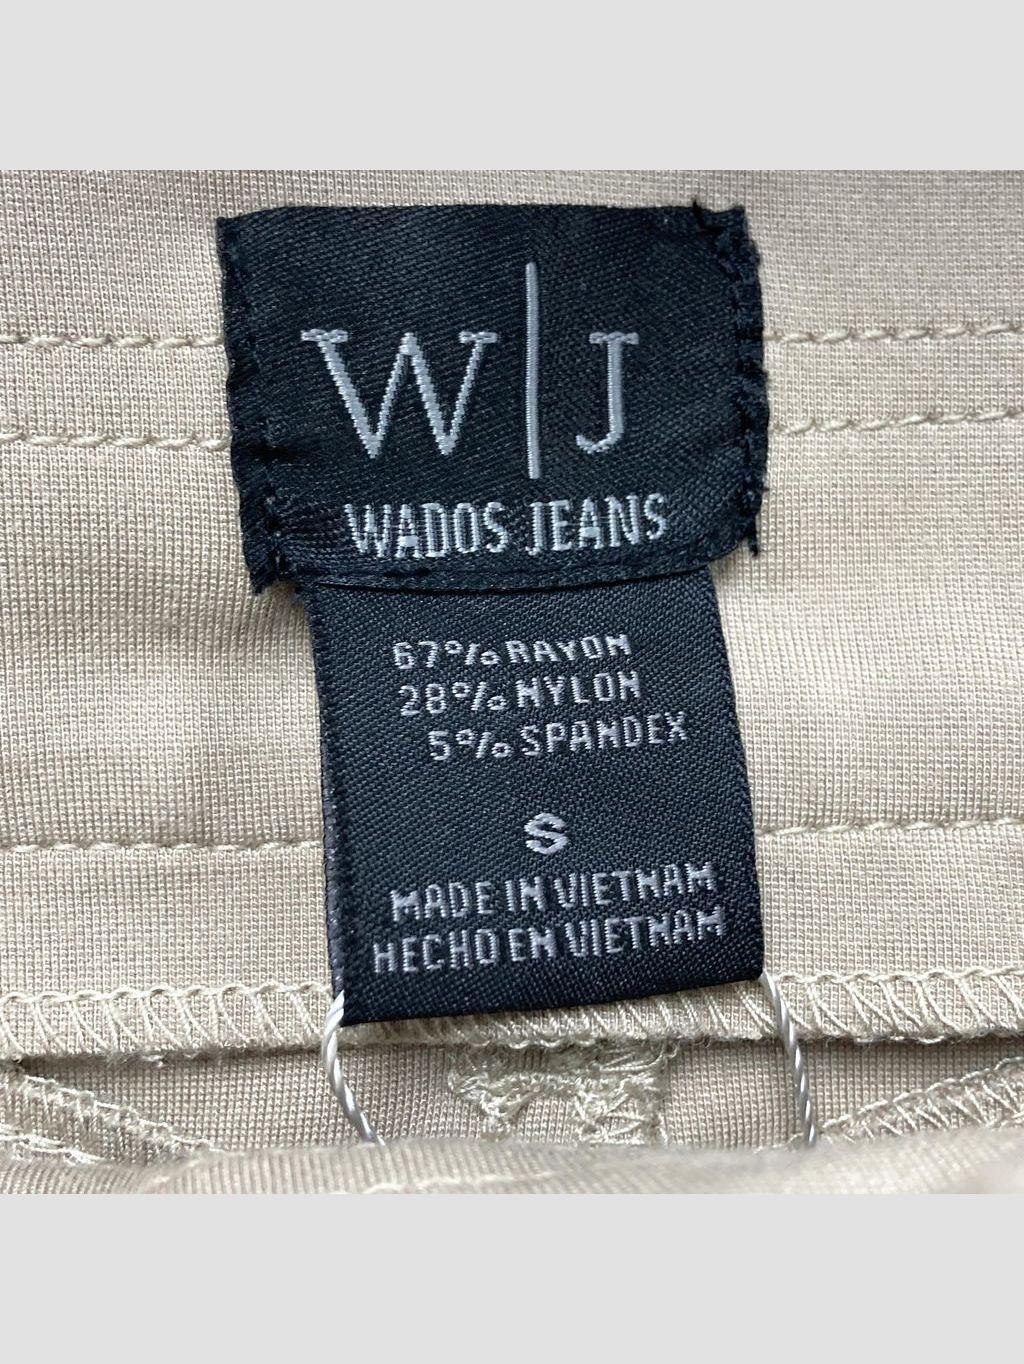 W|J
WADOS JEANS
67% RAYON
28% NYLON
5% SPANDEX
S
MADE IN VIETNAM
HECHO EN VIETNAM